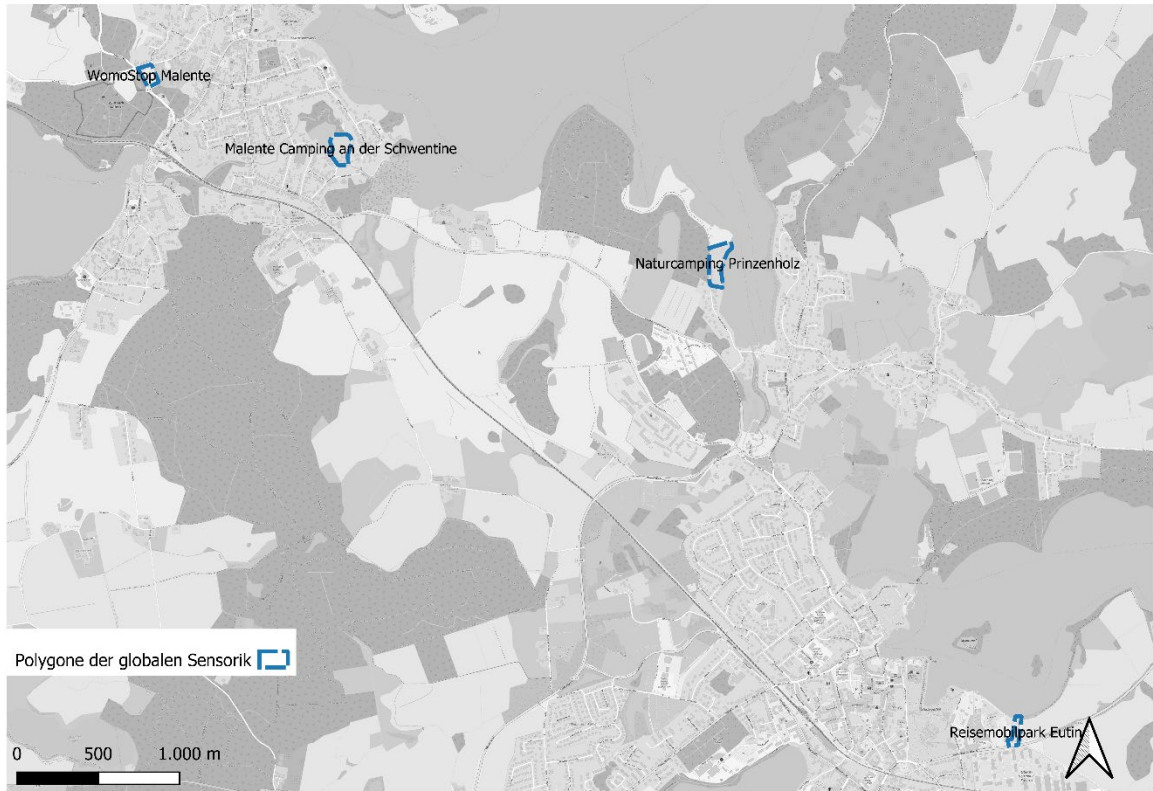 WomoStop Malente
Malente Camping an der Schwentine
Naturcamping Prinzenholz
Polygone der globalen Sensorik
Reisemobilpark Eutin
0 500 1.000 m